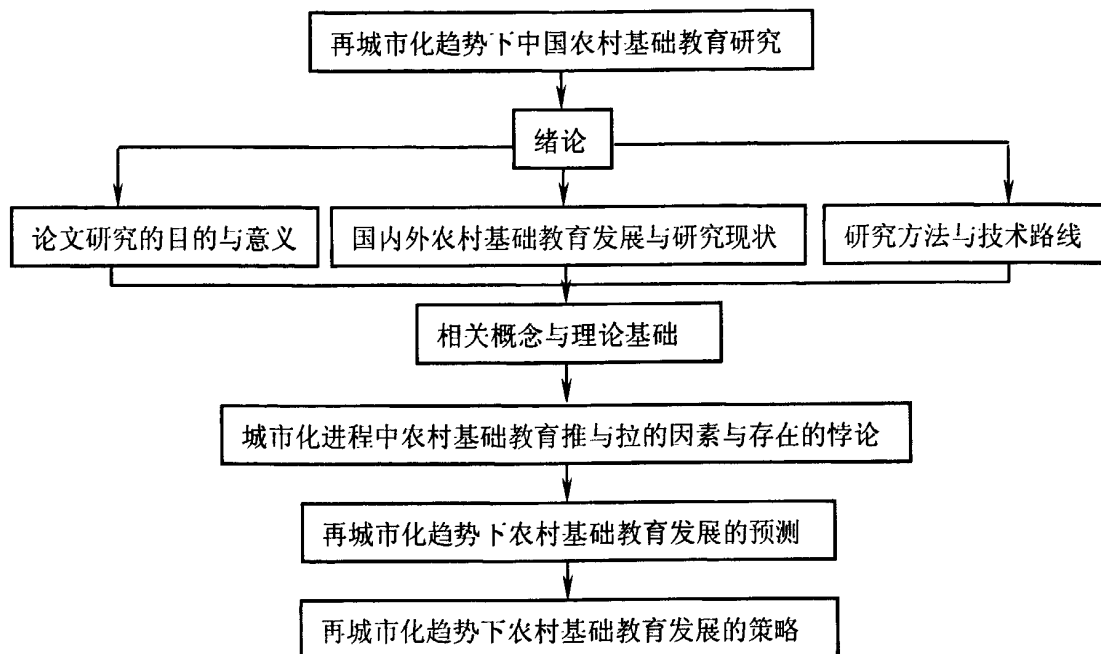 再城市化趋势下中国农村基础教育研究
绪论
论文研究的目的与意义
国内外农村基础教育发展与研究现状
研究方法与技术路线
相关概念与理论基础
城市化进程中农村基础教育推与拉的因素与存在的悖论
再城市化趋势下农村基础教育发展的预测
再城市化趋势下农村基础教育发展的策略